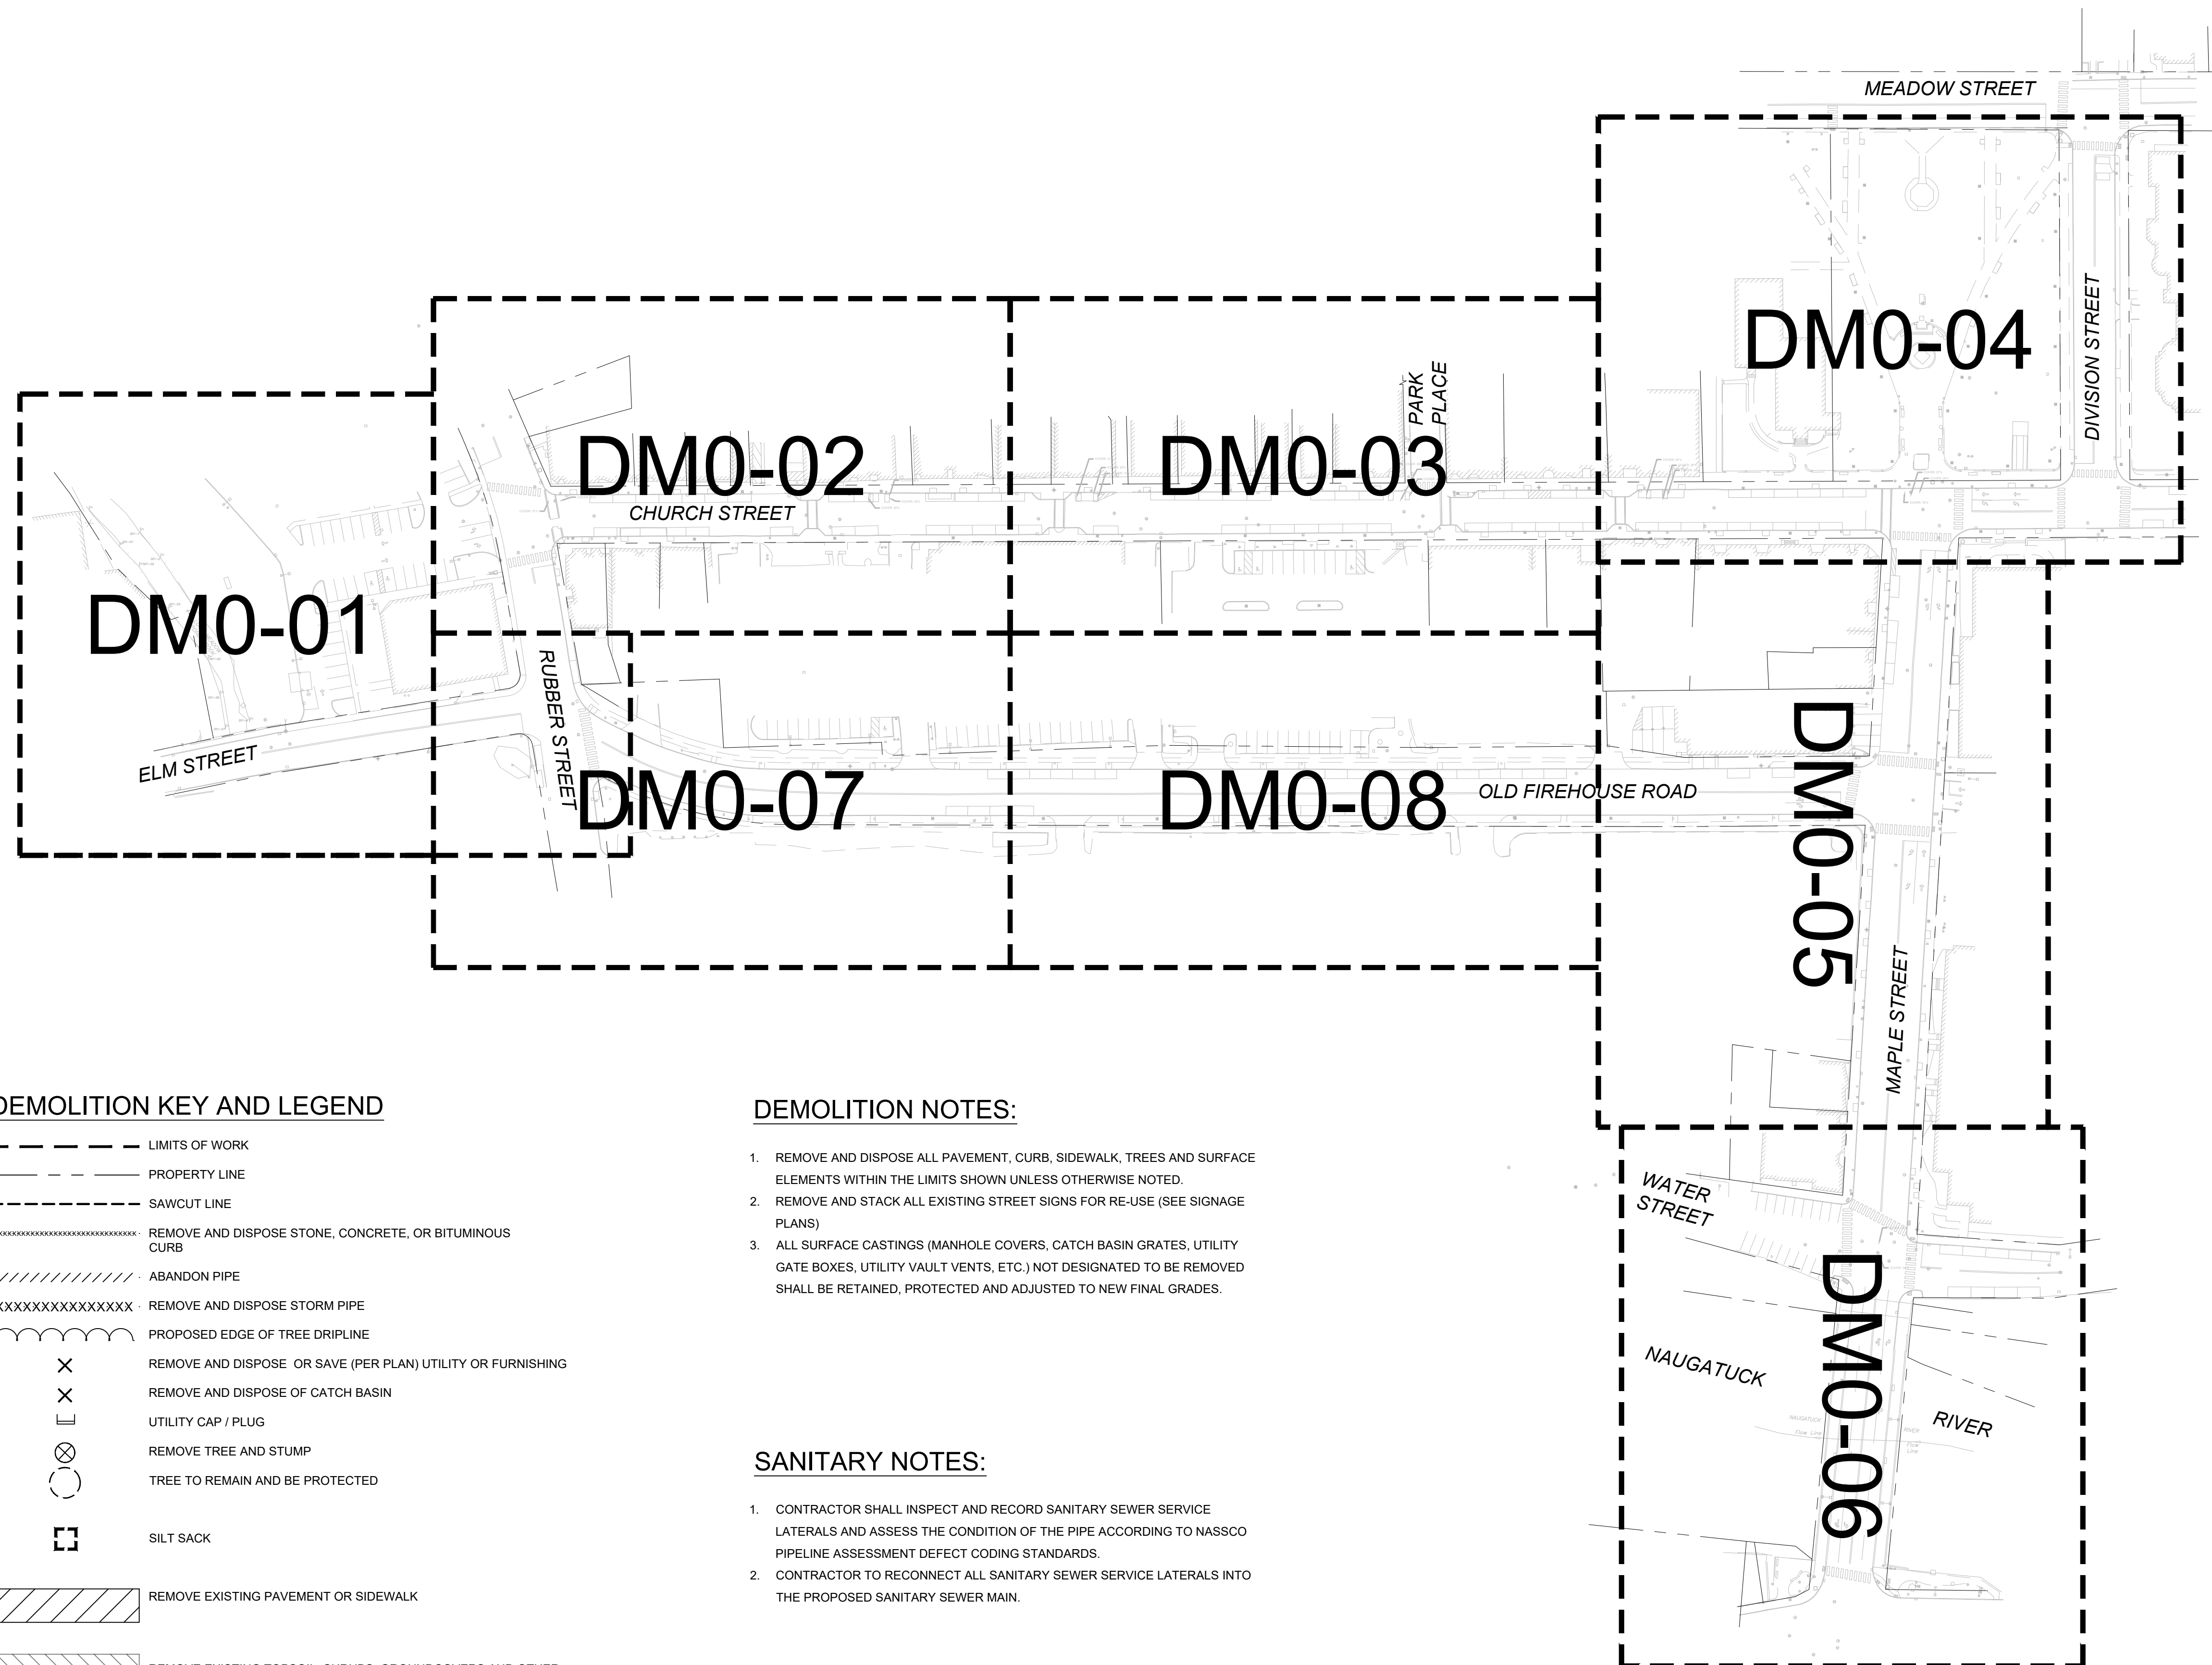 MEADOW STREET
DM0-04
DIVISION STREET
PARK
PLACE
DM0-02
DM0-03
CHURCH STREET
DM0-01
RUBBER STREET
ELM STREET
DM0-07
DM0-08
OLD FIREHOUSE ROAD
DM0-05
MAPLE STREET
WATER
STREET
NAUGATUCK
RIVER
DM0-06
NAUGATUCK
RIVER
Flow Line
Flow
Line
DEMOLITION KEY AND LEGEND
LIMITS OF WORK
PROPERTY LINE
SAWCUT LINE
REMOVE AND DISPOSE STONE, CONCRETE, OR BITUMINOUS
CURB
ABANDON PIPE
REMOVE AND DISPOSE STORM PIPE
PROPOSED EDGE OF TREE DRIPLINE
REMOVE AND DISPOSE OR SAVE (PER PLAN) UTILITY OR FURNISHING
REMOVE AND DISPOSE OF CATCH BASIN
UTILITY CAP / PLUG
REMOVE TREE AND STUMP
TREE TO REMAIN AND BE PROTECTED
SILT SACK
REMOVE EXISTING PAVEMENT OR SIDEWALK
DEMOLITION NOTES:
1. REMOVE AND DISPOSE ALL PAVEMENT, CURB, SIDEWALK, TREES AND SURFACE
ELEMENTS WITHIN THE LIMITS SHOWN UNLESS OTHERWISE NOTED.
2. REMOVE AND STACK ALL EXISTING STREET SIGNS FOR RE-USE (SEE SIGNAGE
PLANS)
3. ALL SURFACE CASTINGS (MANHOLE COVERS, CATCH BASIN GRATES, UTILITY
GATE BOXES, UTILITY VAULT VENTS, ETC.) NOT DESIGNATED TO BE REMOVED
SHALL BE RETAINED, PROTECTED AND ADJUSTED TO NEW FINAL GRADES.
SANITARY NOTES:
1. CONTRACTOR SHALL INSPECT AND RECORD SANITARY SEWER SERVICE
LATERALS AND ASSESS THE CONDITION OF THE PIPE ACCORDING TO NASSCO
PIPELINE ASSESSMENT DEFECT CODING STANDARDS.
2. CONTRACTOR TO RECONNECT ALL SANITARY SEWER SERVICE LATERALS INTO
THE PROPOSED SANITARY SEWER MAIN.